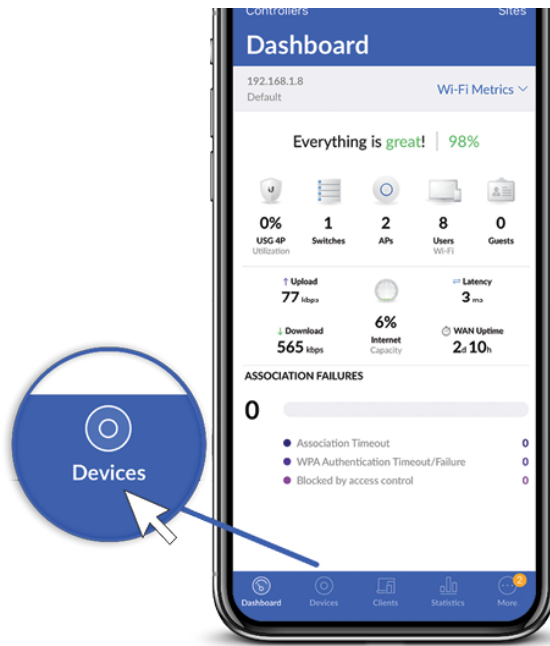 Controllers Sites
Dashboard
192.168.1.8
Default
Wi-Fi Metrics
Everything is great! 98%
0% 1 2 8 0
USG 4P Switches APs Users Guests
Utilization Wi-Fi
Upload
77 kbps
Latency
3 ms
6%
Internet
Capacity
Download
565 kbps
WAN Uptime
2d 10h
ASSOCIATION FAILURES
0
Association Timeout 0
WPA Authentication Timeout/Failure 0
Blocked by access control 0
Devices
2
Dashboard Devices Clients Statistics More